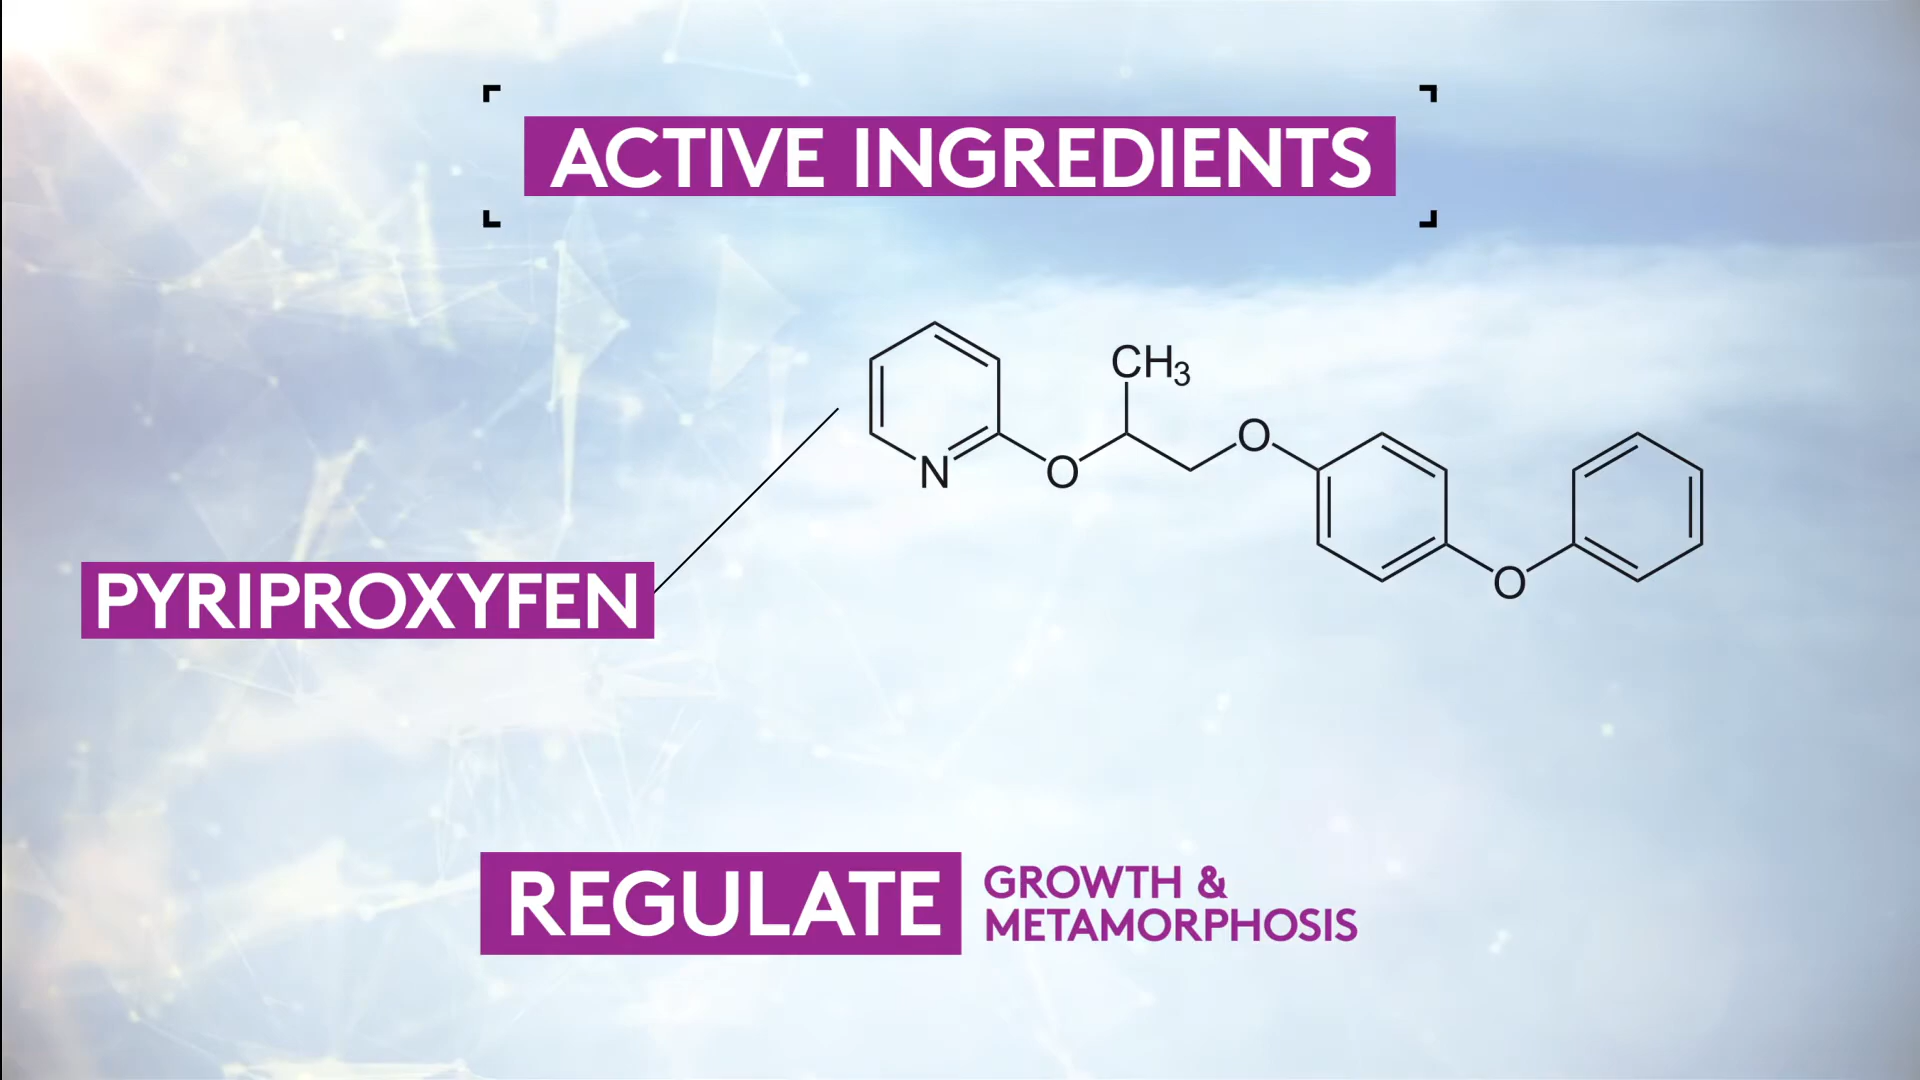 ACTIVE INGREDIENTS
CH3
O
N
O
O
PYRIPROXYFEN
REGULATE
GROWTH &
METAMORPHOSIS